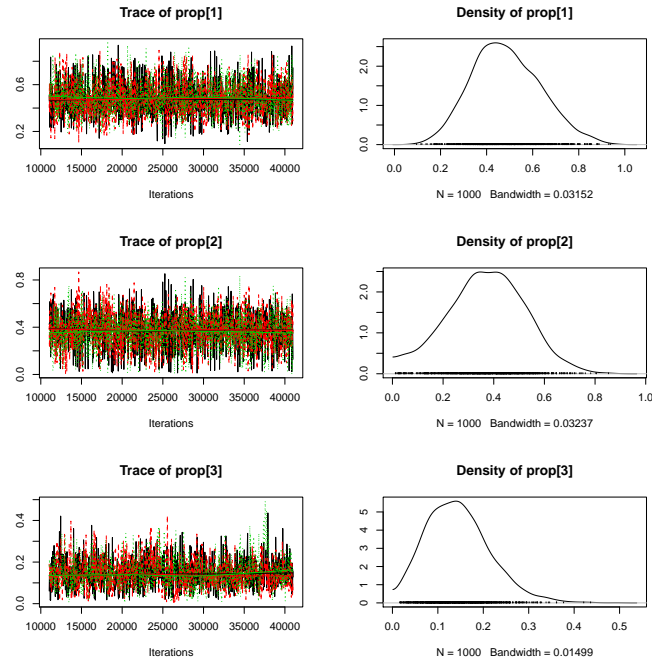 Trace of prop[1]
0.2 0.6
10000 15000 20000 25000 30000 35000 40000
Iterations
Density of prop[1]
0.0 1.0 2.0
0.0 0.2 0.4 0.6 0.8 1.0
N = 1000 Bandwidth = 0.03152
Trace of prop[2]
0.0 0.4 0.8
10000 15000 20000 25000 30000 35000 40000
Iterations
Density of prop[2]
0.0 1.0 2.0
0.0 0.2 0.4 0.6 0.8 1.0
N = 1000 Bandwidth = 0.03237
Trace of prop[3]
0.0 0.2 0.4
10000 15000 20000 25000 30000 35000 40000
Iterations
Density of prop[3]
0 1 2 3 4 5
0.0 0.1 0.2 0.3 0.4 0.5
N = 1000 Bandwidth = 0.01499